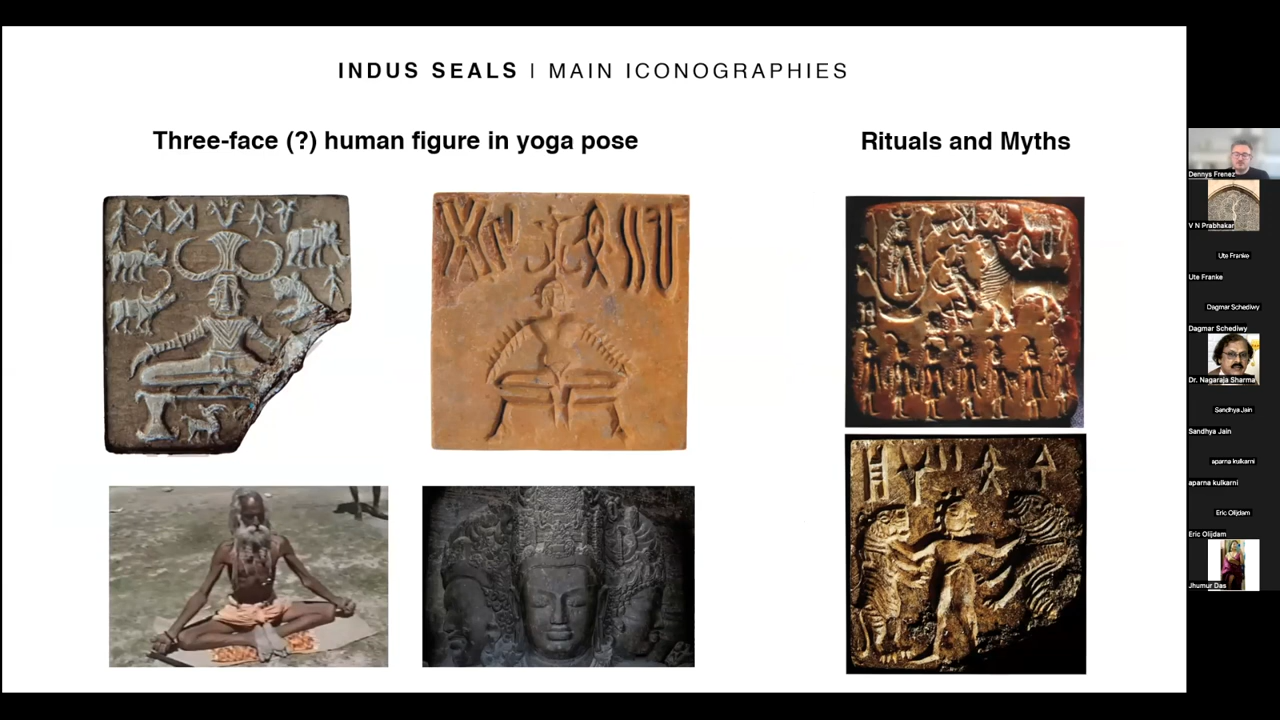 INDUS SEALS | MAIN ICONOGRAPHIES
Three-face (?) human figure in yoga pose
Rituals and Myths
Dennys Frenez
V N Prabhakar
Ute Franke
Ute Franke
Dagmar Schediwy
Dagmar Schediwy
Dr. Nagaraja Sharma
Sandhya Jain
Sandhya Jain
aparna kulkarni
aparna kulkarni
Eric Olijdam
Eric Olijdam
Jhumur Das